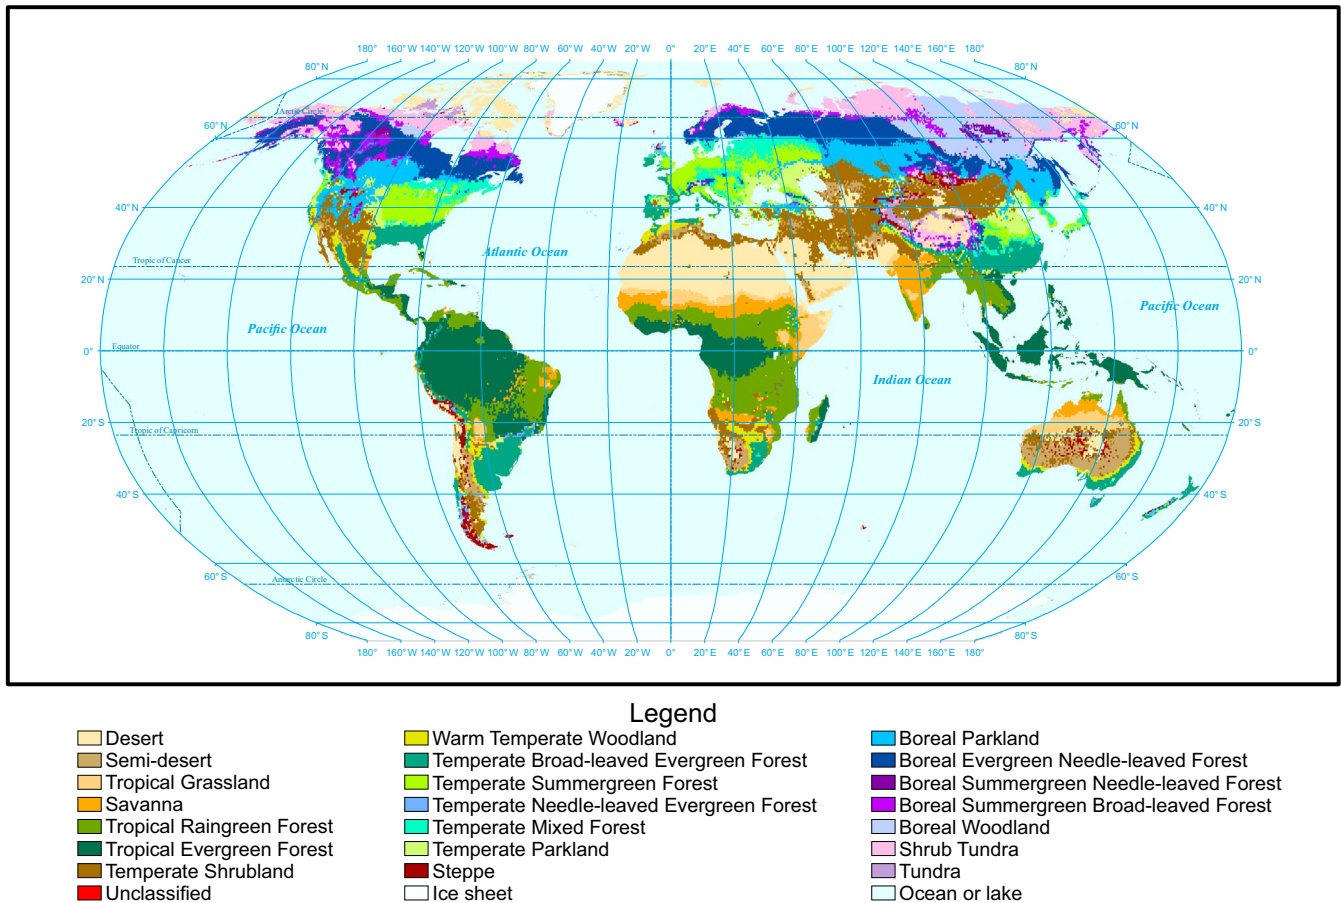 180° 160° W 140° W 120° W 100° W 80° W 60° W 40° W 20° W 0° 20° E 40° E 60° E 80° E 100° E 120° E 140° E 160° E 180°
80° N 80° N
Arctic Circle
60° N 60° N
40° N 40° N
Atlantic Ocean
Tropic of Cancer
20° N 20° N
Pacific Ocean
Pacific Ocean
Equator
0° 0°
Indian Ocean
20° S 20° S
Tropic of Capricorn
40° S 40° S
60° S 60° S
Antarctic Circle
80° S 80° S
180° 160° W 140° W 120° W 100° W 80° W 60° W 40° W 20° W 0° 20° E 40° E 60° E 80° E 100° E 120° E 140° E 160° E 180°
Legend
Desert
Semi-desert
Tropical Grassland
Savanna
Tropical Raingreen Forest
Tropical Evergreen Forest
Temperate Shrubland
Unclassified
Warm Temperate Woodland
Temperate Broad-leaved Evergreen Forest
Temperate Summergreen Forest
Temperate Needle-leaved Evergreen Forest
Temperate Mixed Forest
Temperate Parkland
Steppe
Ice sheet
Boreal Parkland
Boreal Evergreen Needle-leaved Forest
Boreal Summergreen Needle-leaved Forest
Boreal Summergreen Broad-leaved Forest
Boreal Woodland
Shrub Tundra
Tundra
Ocean or lake